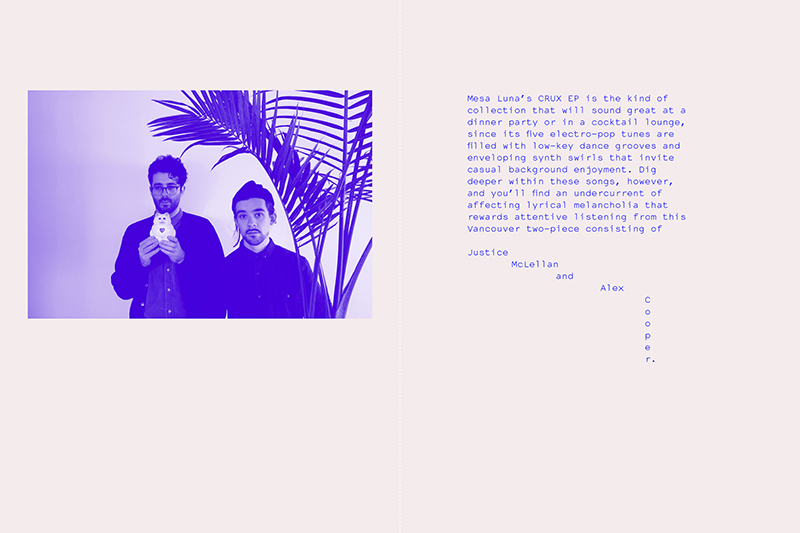 Mesa Luna’s CRUX EP is the kind of
collection that will sound great at a
dinner party or in a cocktail lounge,
since its five electro-pop tunes are
filled with low-key dance grooves and
enveloping synth swirls that invite
casual background enjoyment. Dig
deeper within these songs, however,
and you’ll find an undercurrent of
affecting lyrical melancholia that
rewards attentive listening from this
Vancouver two-piece consisting of
Justice
McLellan
and
Alex
C
o
o
p
e
r.